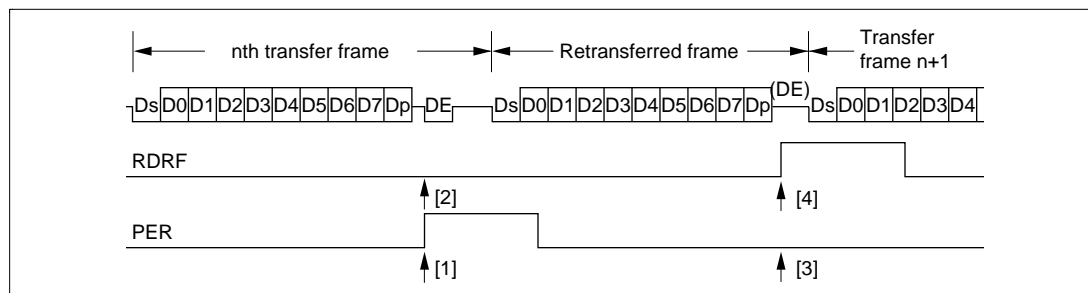 nth transfer frame
Retransferred frame
Transfer
frame n+1
Ds D0 D1 D2 D3 D4 D5 D6 D7 Dp DE Ds D0 D1 D2 D3 D4 D5 D6 D7 Dp (DE) Ds D0 D1 D2 D3 D4
RDRF
[2] [4]
PER
[1] [3]